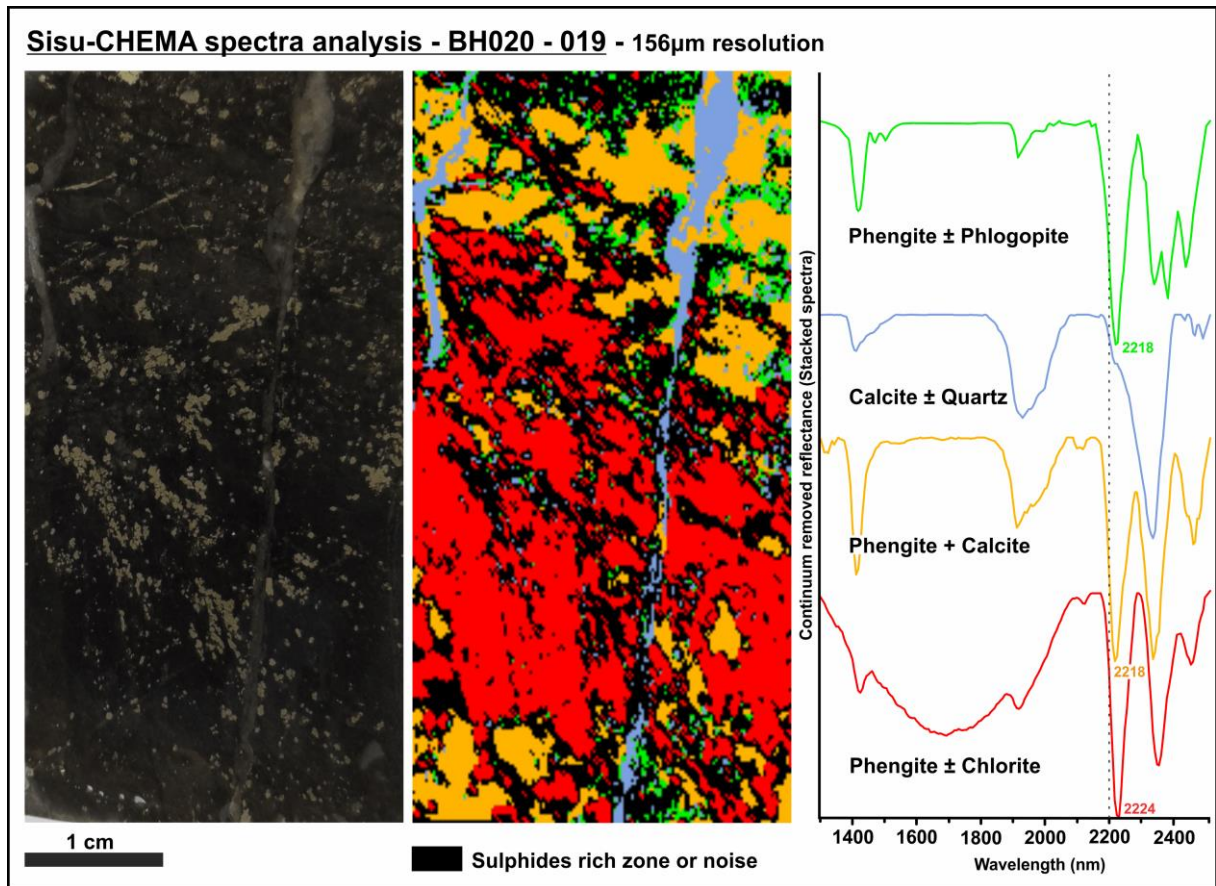 Sisu-CHEMA spectra analysis - BH020 - 019 - 156µm resolution
1 cm
Sulphides rich zone or noise
Continuum removed reflectance (Stacked spectra)
Phengite ± Phlogopite
2218
Calcite ± Quartz
Phengite + Calcite
2218
Phengite ± Chlorite
2224
1400 1600 1800 2000 2200 2400
Wavelength (nm)